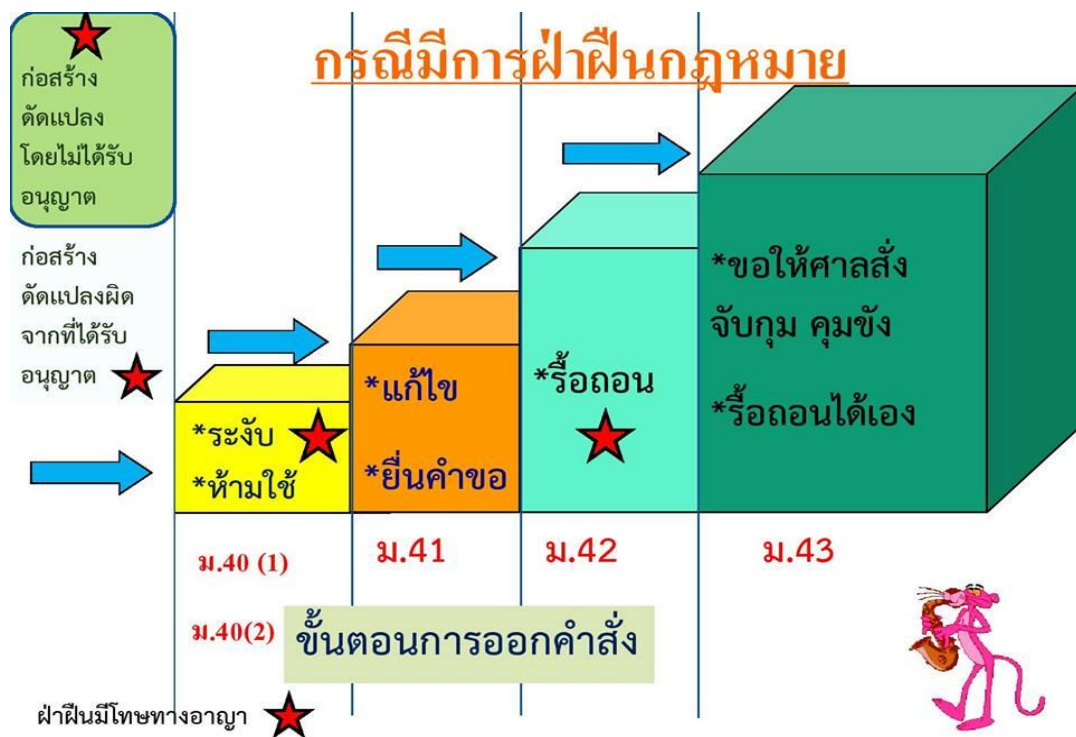 กรณีมีการฝ่าฝืนกฎหมาย
ก่อสร้าง
ดัดแปลง
โดยไม่ได้รับ
อนุญาต
ก่อสร้าง
ดัดแปลงผิด
จากที่ได้รับ
อนุญาต
*ระงับ
*ห้ามใช้
*แก้ไข
*ยื่นคำขอ
*รื้อถอน
*ขอให้ศาลสั่ง
จับกุม คุมขัง
*รื้อถอนได้เอง
ม.40 (1)
ม.40(2)
ม.41
ม.42
ม.43
ขั้นตอนการออกคำสั่ง
ฝ่าฝืนมีโทษทางอาญา